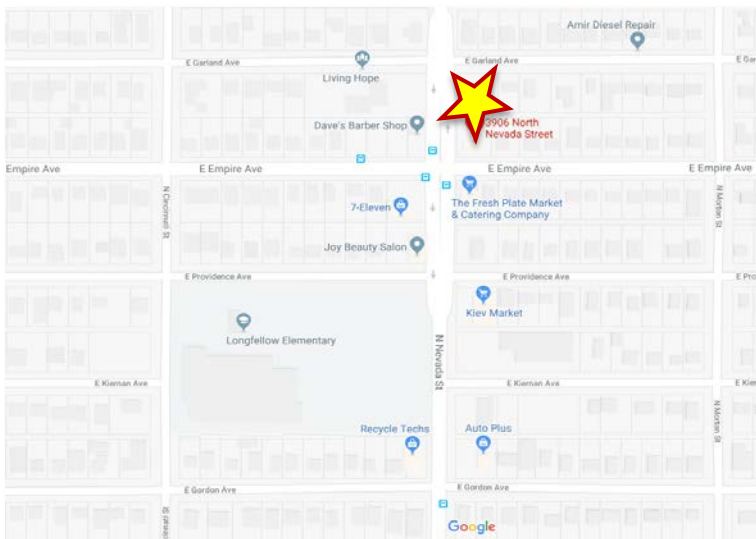 Amir Diesel Repair
E Garland Ave
E Garland Ave
E Gar
Living Hope
Dave's Barber Shop
3906 North
Nevada Street
Empire Ave
E Empire Ave
E Empire Ave
E Empire Ave
N Cincinnati St
N Morton St
7-Eleven
The Fresh Plate Market
& Catering Company
Joy Beauty Salon
E Providence Ave
E Providence Ave
E Pro
Kiev Market
Longfellow Elementary
N Nevada St
E Kiernan Ave
E Kiernan Ave
E Kier
N Morton St
Recycle Techs
Auto Plus
E Gordon Ave
E Gordon Ave
Google